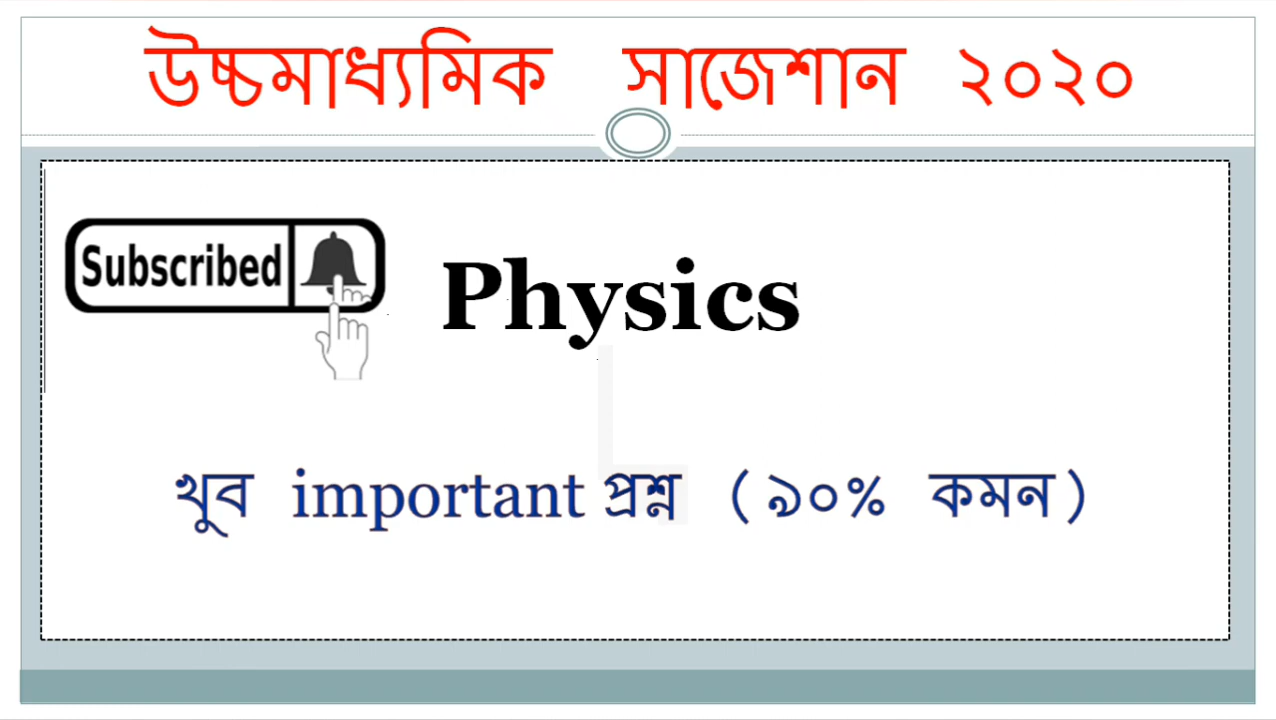 উচ্চমাধ্যমিক সাজেশান ২০২০
Subscribed
Physics
খুব important প্রশ্ন (৯০% কমন)